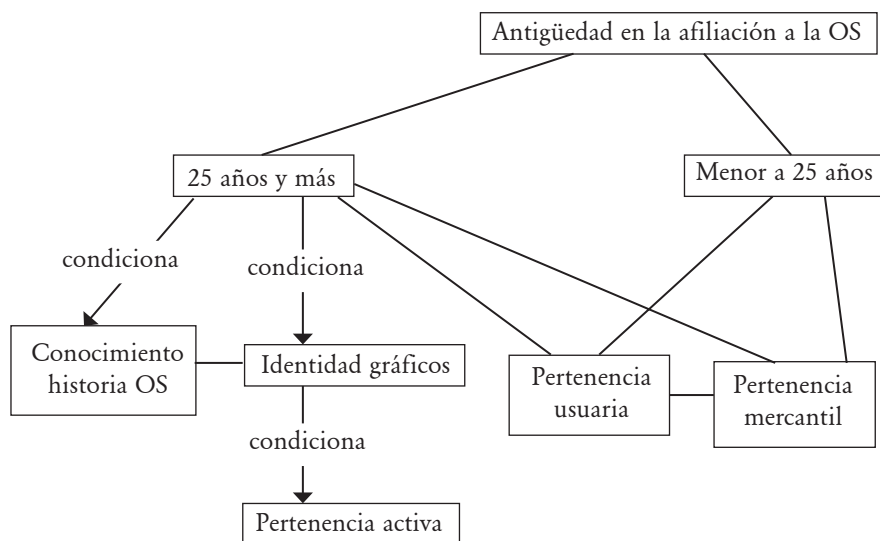 Antigüedad en la afiliación a la OS
25 años y más
Menor a 25 años
condiciona
condiciona
Conocimiento
historia OS
Identidad gráficos
Pertenencia
usuaria
Pertenencia
mercantil
condiciona
Pertenencia activa